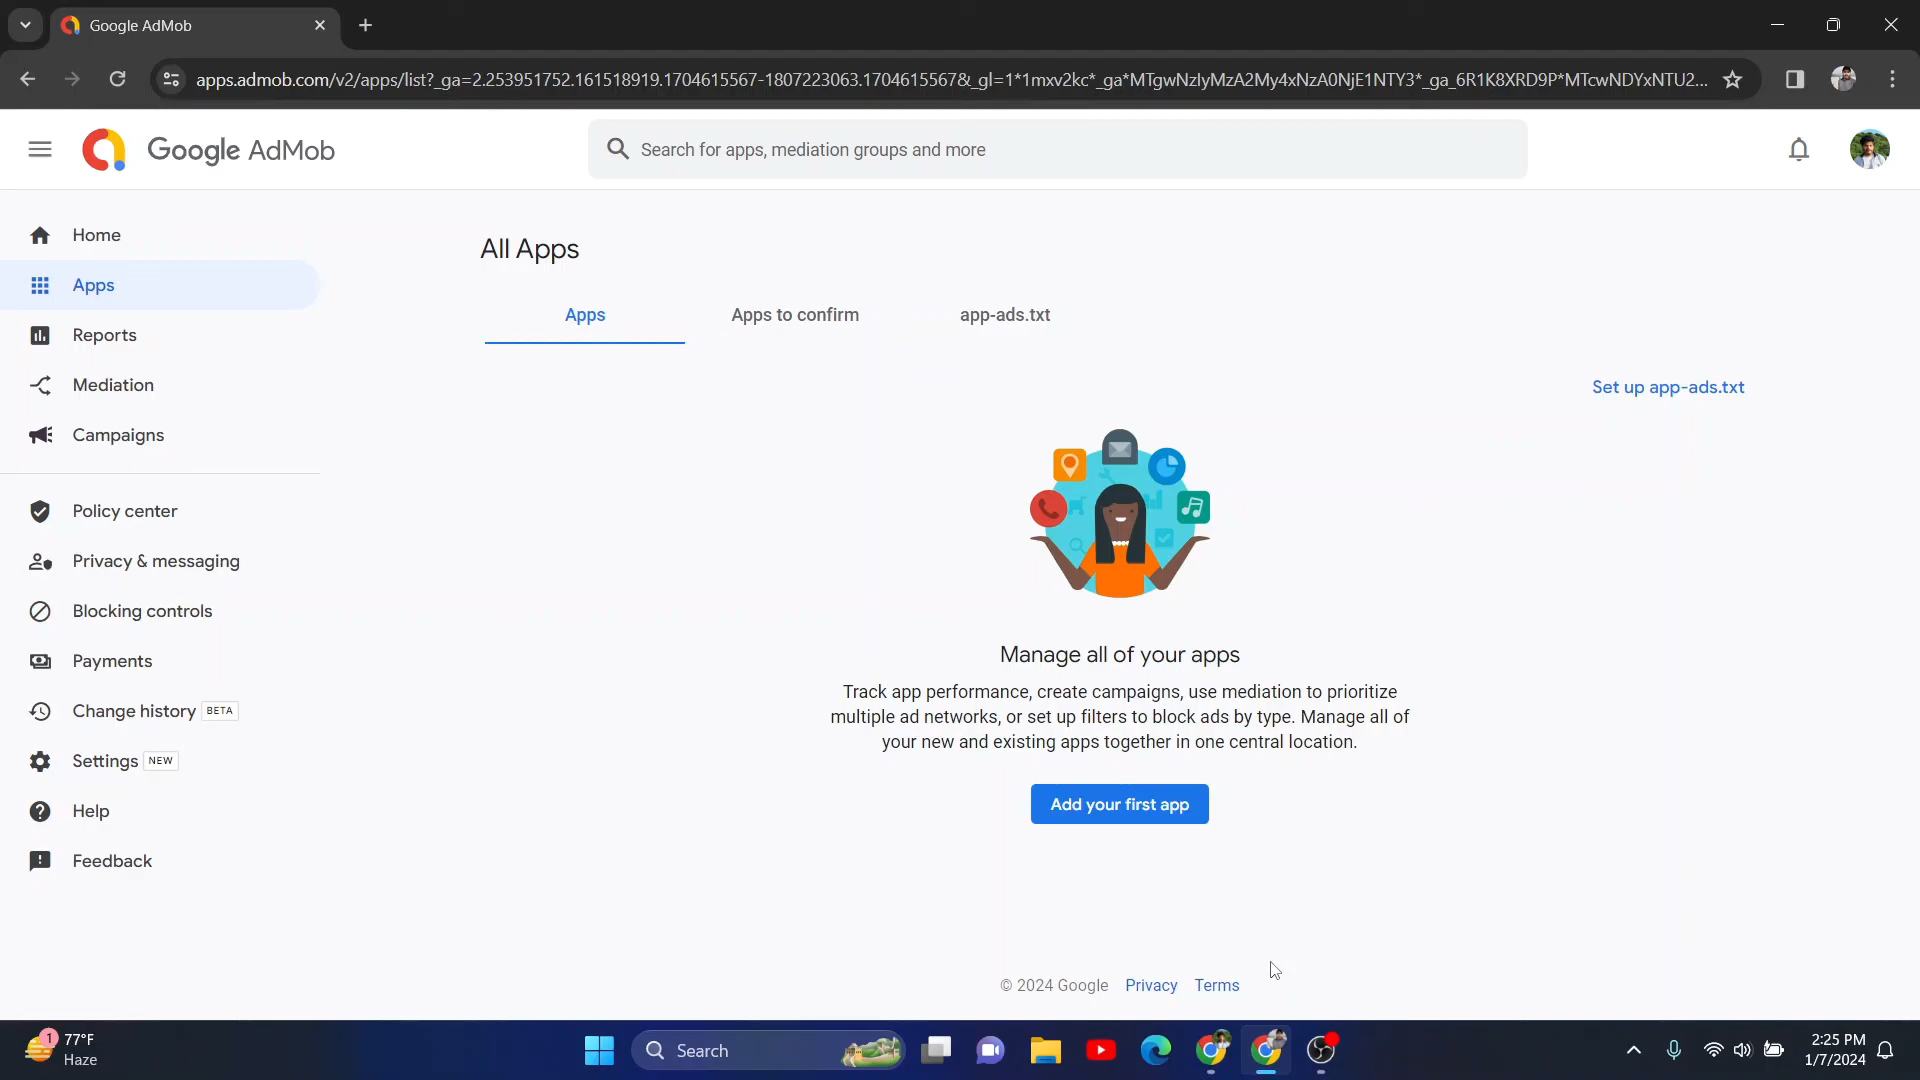 Google AdMob
apps.admob.com/v2/apps/list?_ga=2.253951752.161518919.1704615567-1807223063.1704615567&_gl=1*1mxv2kc*_ga*MTgwNzIyMzA2My4xNzA0NjE1NTY3*_ga_6R1K8XRD9P*MTcwNDYxNTU2...
Google AdMob
Search for apps, mediation groups and more
Home
Apps
Reports
Mediation
Campaigns
Policy center
Privacy & messaging
Blocking controls
Payments
Change history BETA
Settings NEW
Help
Feedback
All Apps
Apps
Apps to confirm
app-ads.txt
Set up app-ads.txt
Manage all of your apps
Track app performance, create campaigns, use mediation to prioritize
multiple ad networks, or set up filters to block ads by type. Manage all of
your new and existing apps together in one central location.
Add your first app
© 2024 Google Privacy Terms
1
77°F
Haze
Search
2:25 PM
1/7/2024